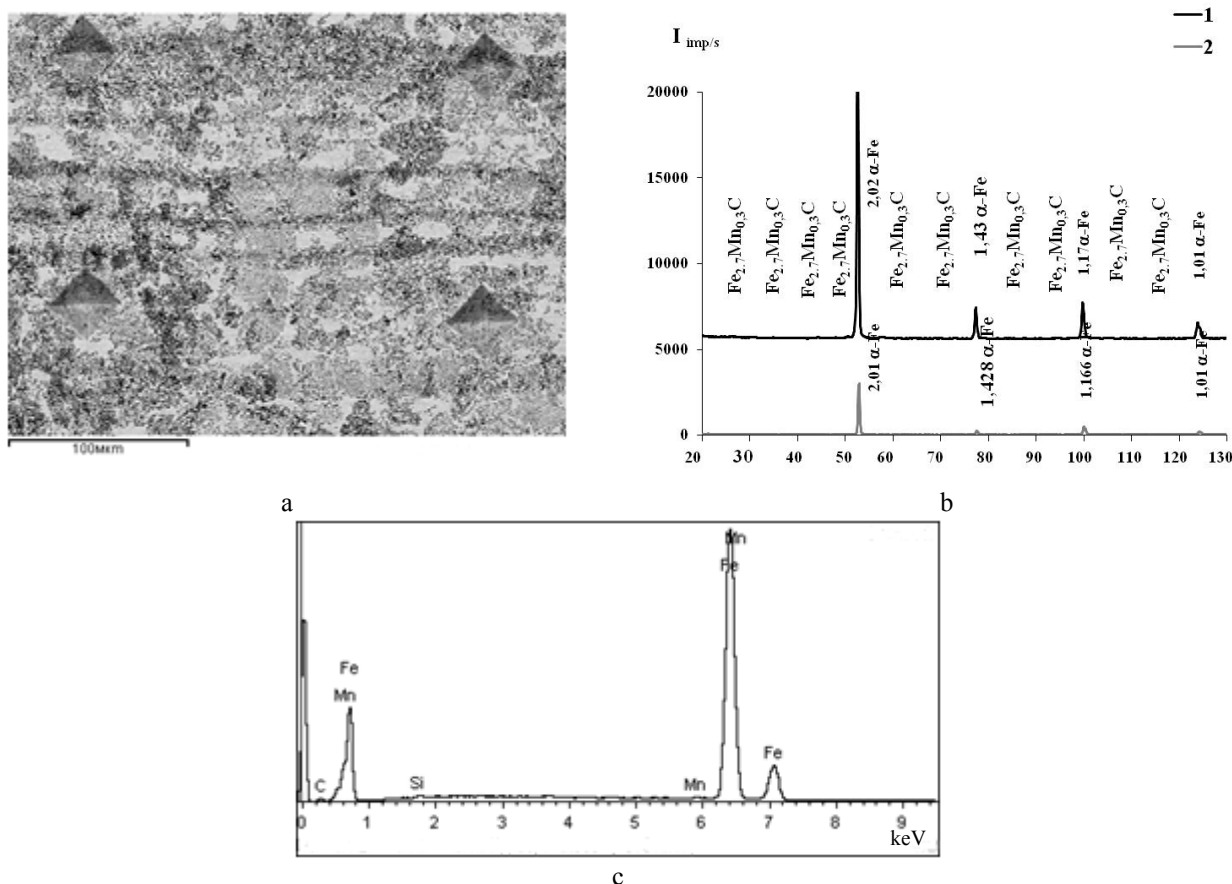 1
I imp/s
2
20000
15000
10000
5000
0
Fe2.7Mn0,3C
Fe2.7Mn0,3C
Fe2.7Mn0,3C
Fe2.7Mn0,3C
2,02 α-Fe
Fe2.7Mn0,3C
Fe2.7Mn0,3C
1,43 α-Fe
Fe2.7Mn0,3C
Fe2.7Mn0,3C
1,17α-Fe
Fe2.7Mn0,3C
Fe2.7Mn0,3C
1,01 α-Fe
2,01 α-Fe
1,428 α-Fe
1,166 α-Fe
1,01 α-Fe
20 30 40 50 60 70 80 90 100 110 120 130
100мкm
a
b
Mn
Fe
Fe
Mn
Fe
C
Si
Mn
0 1 2 3 4 5 6 7 8 9
keV
c